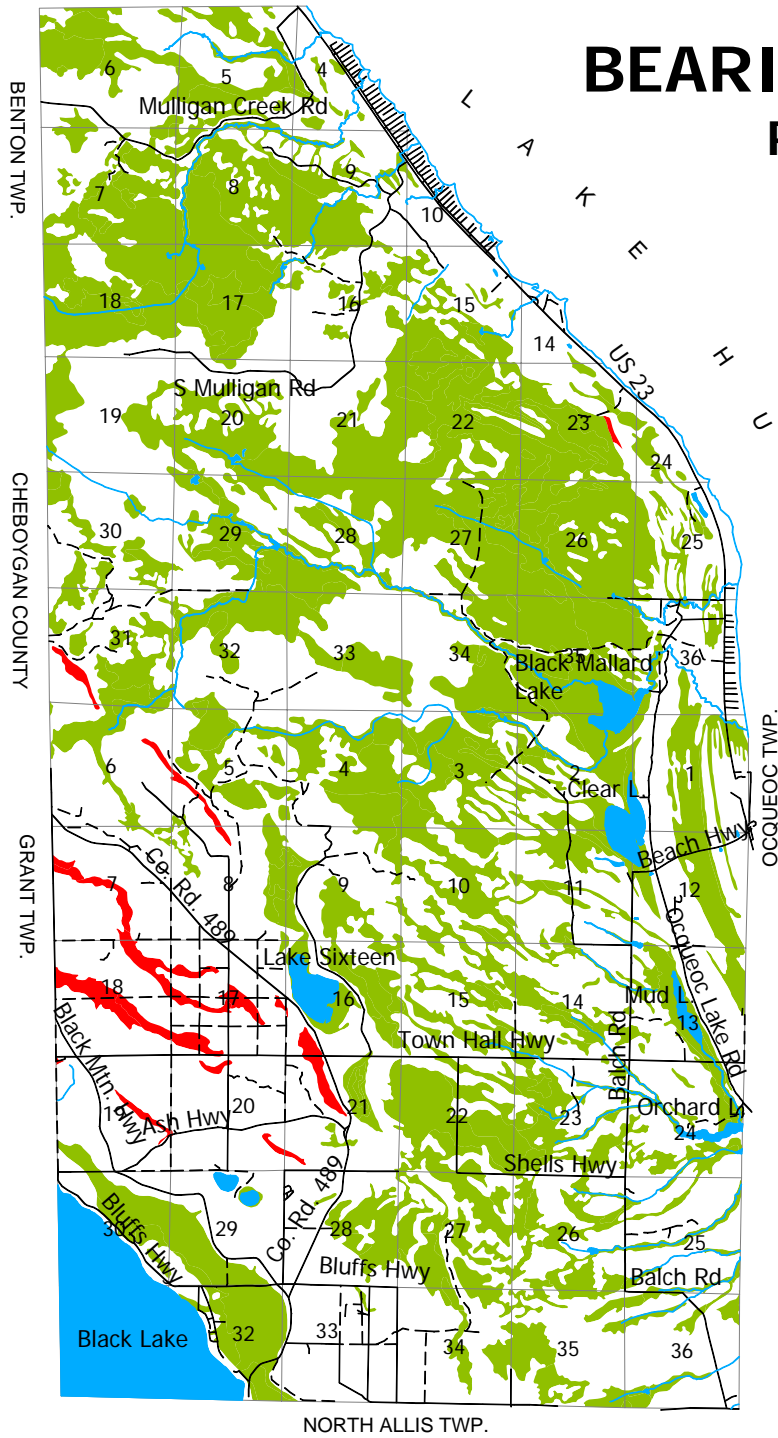 BEARI
P
L A K E H U
BENTON TWP.
CHEBOYGAN COUNTY
GRANT TWP.
OCQUEOC TWP.
NORTH ALLIS TWP.
6 5 4
Mulligan Creek Rd
7 8 9
10
18 17 16 15
14
US 23
S Mulligan Rd
19 20 21 22 23
24
30 29 28 27 26 25
31 32 33 34 35 36
Black Mallard
Lake
6 5 4 3 2 1
Clear L.
Beach Hwy
Co. Rd. 489
7 8 9 10 11 12
Ocqueoc Lake Rd
Lake Sixteen
18 17 16 15 14 13
Mud L.
Black Mtn. Hwy
Town Hall Hwy
Balch Rd
Orchard L.
19 20 21 22 23 24
Ash Hwy
Shells Hwy
Co. Rd. 489
Bluffs Hwy
30 29 28 27 26 25
Bluffs Hwy
Balch Rd
Black Lake
32 33 34 35 36